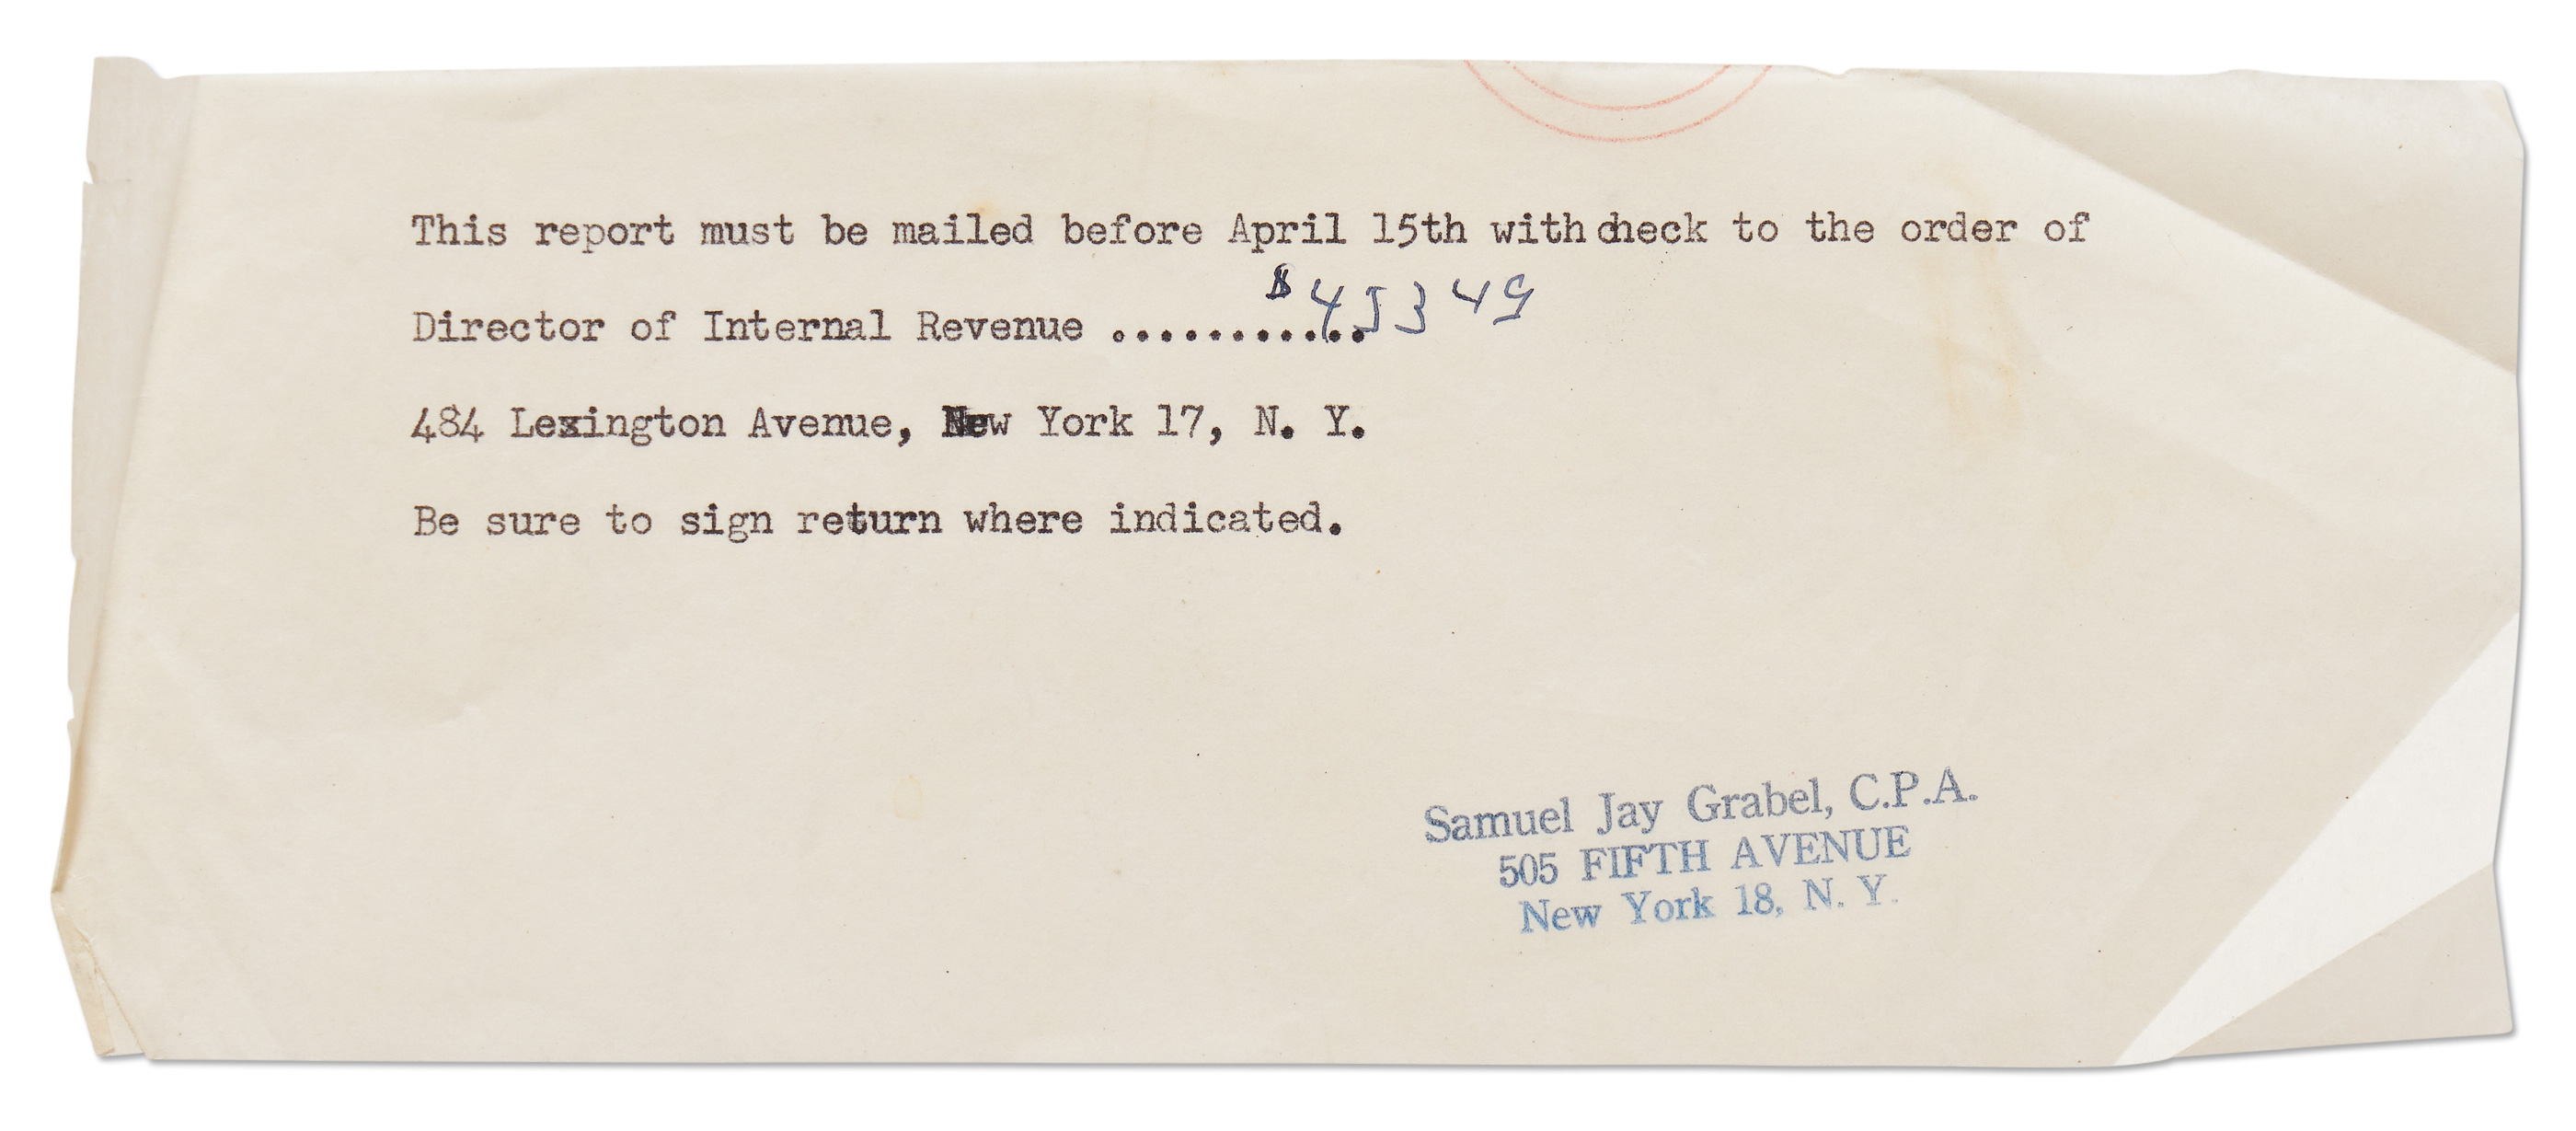 This report must be mailed before April 15th with check to the order of
$453 49
Director of Internal Revenue ...........
484 Lexington Avenue, New York 17, N. Y.
Be sure to sign return where indicated.
Samuel Jay Grabel, C.P.A.
505 FIFTH AVENUE
New York 18, N. Y.